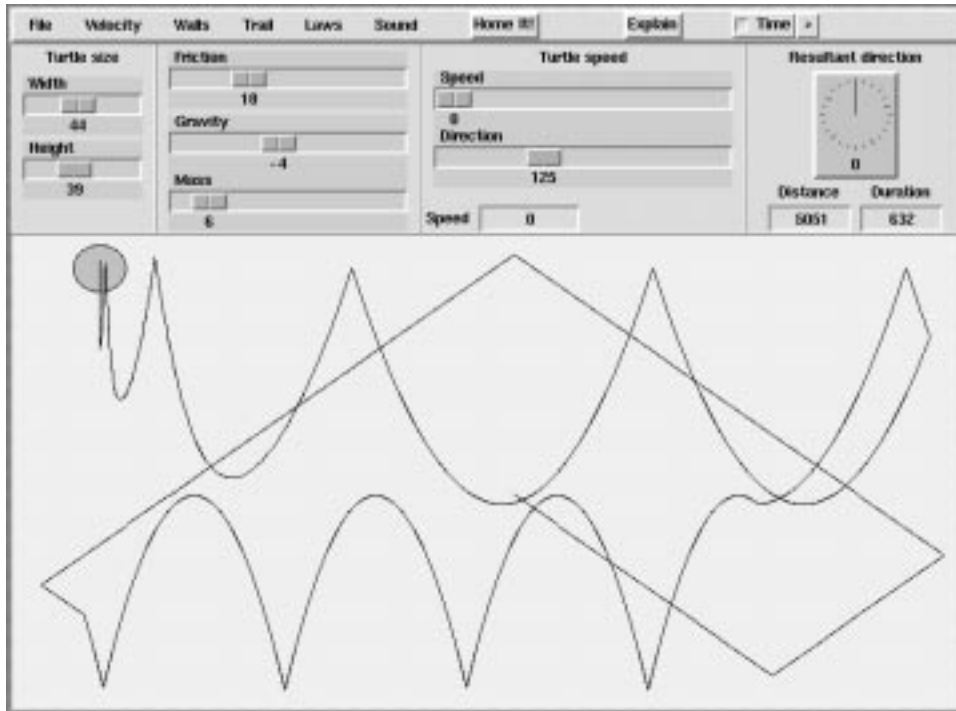 File Velocity Walls Trail Laws Sound Home It! Explain Time >
Turtle size
Width
44
Height
39
Friction
18
Gravity
-4
Mass
6
Turtle speed
Speed
0
Direction
125
Speed 0
Resultant direction
0
Distance Duration
5051 632